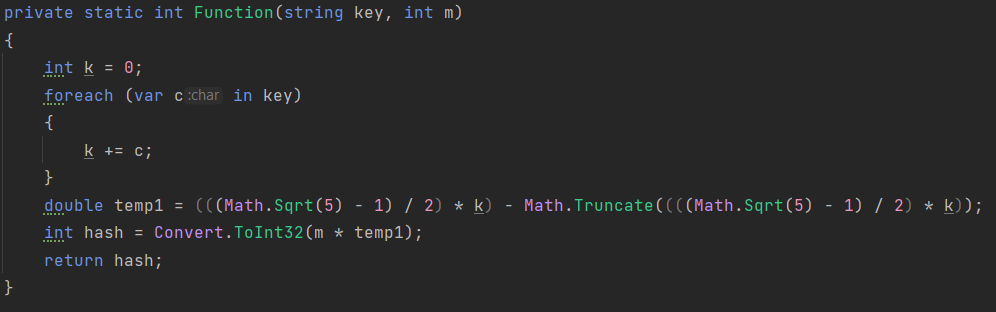 private static int Function(string key, int m)
{
    int k = 0;
    foreach (var c :char in key)
    {
        k += c;
    }
    double temp1 = (((Math.Sqrt(5) - 1) / 2) * k) - Math.Truncate((((Math.Sqrt(5) - 1) / 2) * k));
    int hash = Convert.ToInt32(m * temp1);
    return hash;
}